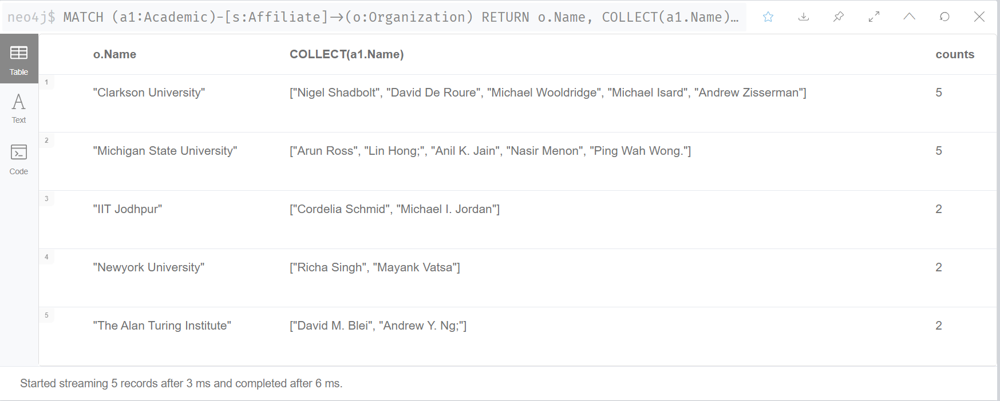 neo4j$ MATCH (a1:Academic)-[s:Affiliate]→(o:Organization) RETURN o.Name, COLLECT(a1.Name)…
Table
Text
Code
o.Name COLLECT(a1.Name) counts
1
"Clarkson University" ["Nigel Shadbolt", "David De Roure", "Michael Wooldridge", "Michael Isard", "Andrew Zisserman"] 5
2
"Michigan State University" ["Arun Ross", "Lin Hong;", "Anil K. Jain", "Nasir Menon", "Ping Wah Wong."] 5
3
"IIT Jodhpur" ["Cordelia Schmid", "Michael I. Jordan"] 2
4
"Newyork University" ["Richa Singh", "Mayank Vatsa"] 2
5
"The Alan Turing Institute" ["David M. Blei", "Andrew Y. Ng;"] 2
Started streaming 5 records after 3 ms and completed after 6 ms.